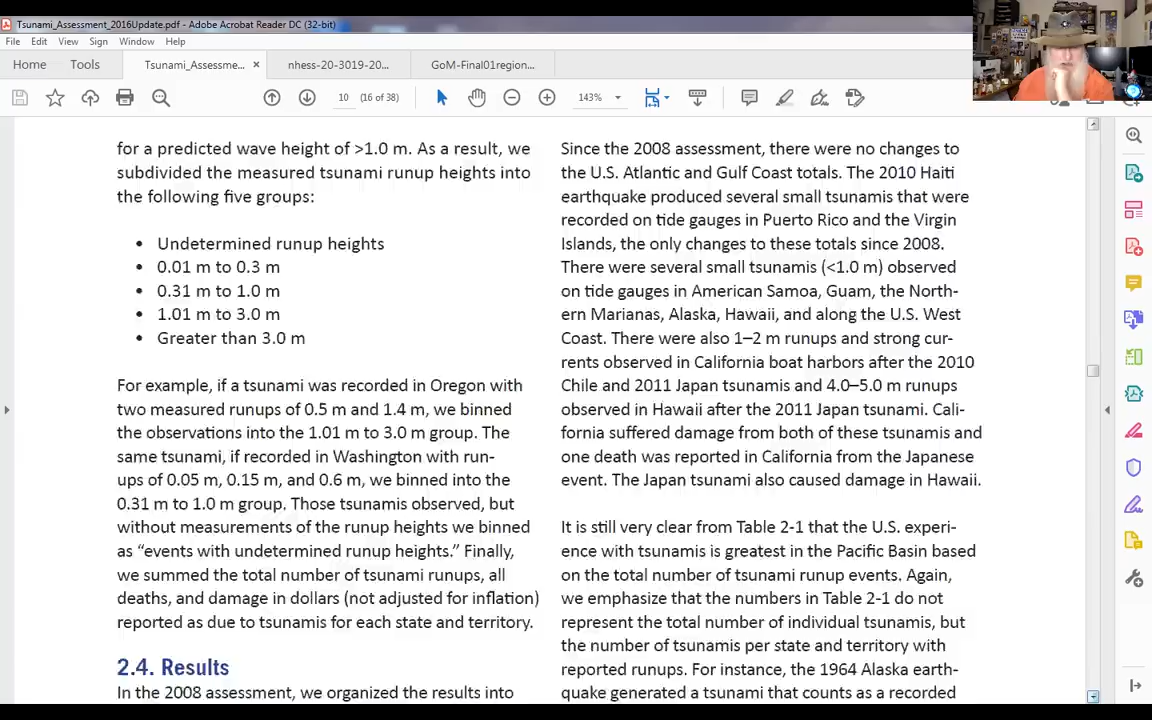 Tsunami_Assessment_2016Update.pdf - Adobe Acrobat Reader DC (32-bit)
File Edit View Sign Window Help
Home Tools Tsunami_Assessme... × nhess-20-3019-20... GoM-Final01region...
10 (16 of 38) 143%
for a predicted wave height of >1.0 m. As a result, we
subdivided the measured tsunami runup heights into
the following five groups:
• Undetermined runup heights
• 0.01 m to 0.3 m
• 0.31 m to 1.0 m
• 1.01 m to 3.0 m
• Greater than 3.0 m
For example, if a tsunami was recorded in Oregon with
two measured runups of 0.5 m and 1.4 m, we binned
the observations into the 1.01 m to 3.0 m group. The
same tsunami, if recorded in Washington with run-
ups of 0.05 m, 0.15 m, and 0.6 m, we binned into the
0.31 m to 1.0 m group. Those tsunamis observed, but
without measurements of the runup heights we binned
as “events with undetermined runup heights.” Finally,
we summed the total number of tsunami runups, all
deaths, and damage in dollars (not adjusted for inflation)
reported as due to tsunamis for each state and territory.
2.4. Results
In the 2008 assessment, we organized the results into
Since the 2008 assessment, there were no changes to
the U.S. Atlantic and Gulf Coast totals. The 2010 Haiti
earthquake produced several small tsunamis that were
recorded on tide gauges in Puerto Rico and the Virgin
Islands, the only changes to these totals since 2008.
There were several small tsunamis (<1.0 m) observed
on tide gauges in American Samoa, Guam, the North-
ern Marianas, Alaska, Hawaii, and along the U.S. West
Coast. There were also 1–2 m runups and strong cur-
rents observed in California boat harbors after the 2010
Chile and 2011 Japan tsunamis and 4.0–5.0 m runups
observed in Hawaii after the 2011 Japan tsunami. Cali-
fornia suffered damage from both of these tsunamis and
one death was reported in California from the Japanese
event. The Japan tsunami also caused damage in Hawaii.
It is still very clear from Table 2-1 that the U.S. experi-
ence with tsunamis is greatest in the Pacific Basin based
on the total number of tsunami runup events. Again,
we emphasize that the numbers in Table 2-1 do not
represent the total number of individual tsunamis, but
the number of tsunamis per state and territory with
reported runups. For instance, the 1964 Alaska earth-
quake generated a tsunami that counts as a recorded